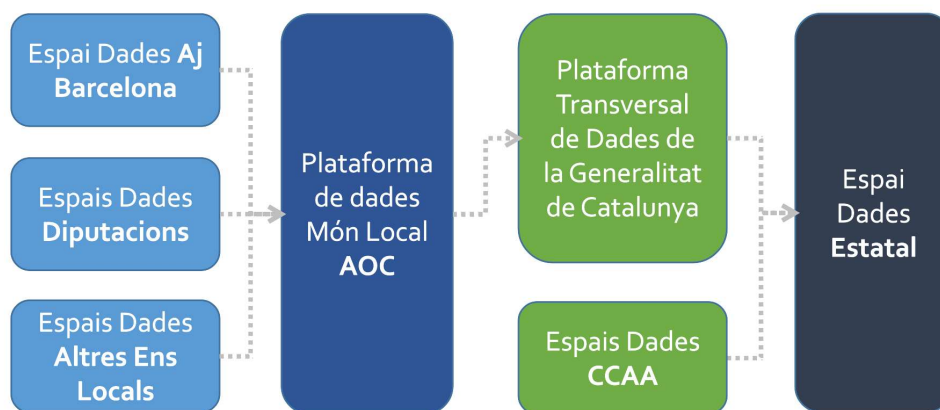 Espai Dades Aj
Barcelona
Espais Dades
Diputacions
Espais Dades
Altres Ens
Locals
Plataforma
de dades
Món Local
AOC
Plataforma
Transversal
de Dades de
la Generalitat
de Catalunya
Espais Dades
CCAA
Espai
Dades
Estatal